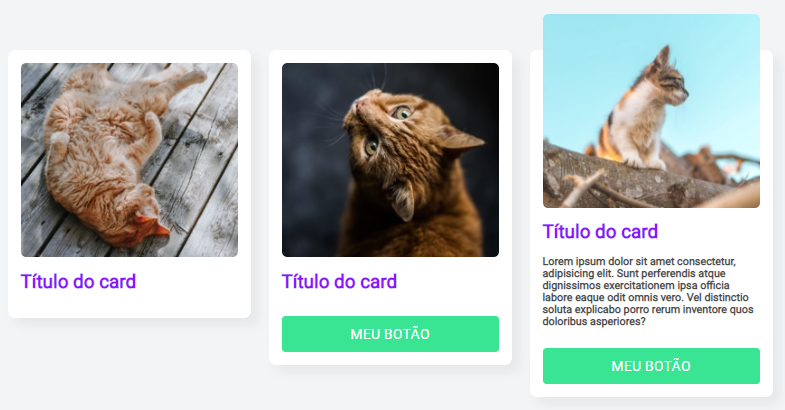 Título do card
Título do card
MEU BOTÃO
Título do card
Lorem ipsum dolor sit amet consectetur,
adipisicing elit. Sunt perferendis atque
dignissimos exercitationem ipsa officia
labore eaque odit omnis vero. Vel distinctio
soluta explicabo porro rerum inventore quos
doloribus asperiores?
MEU BOTÃO